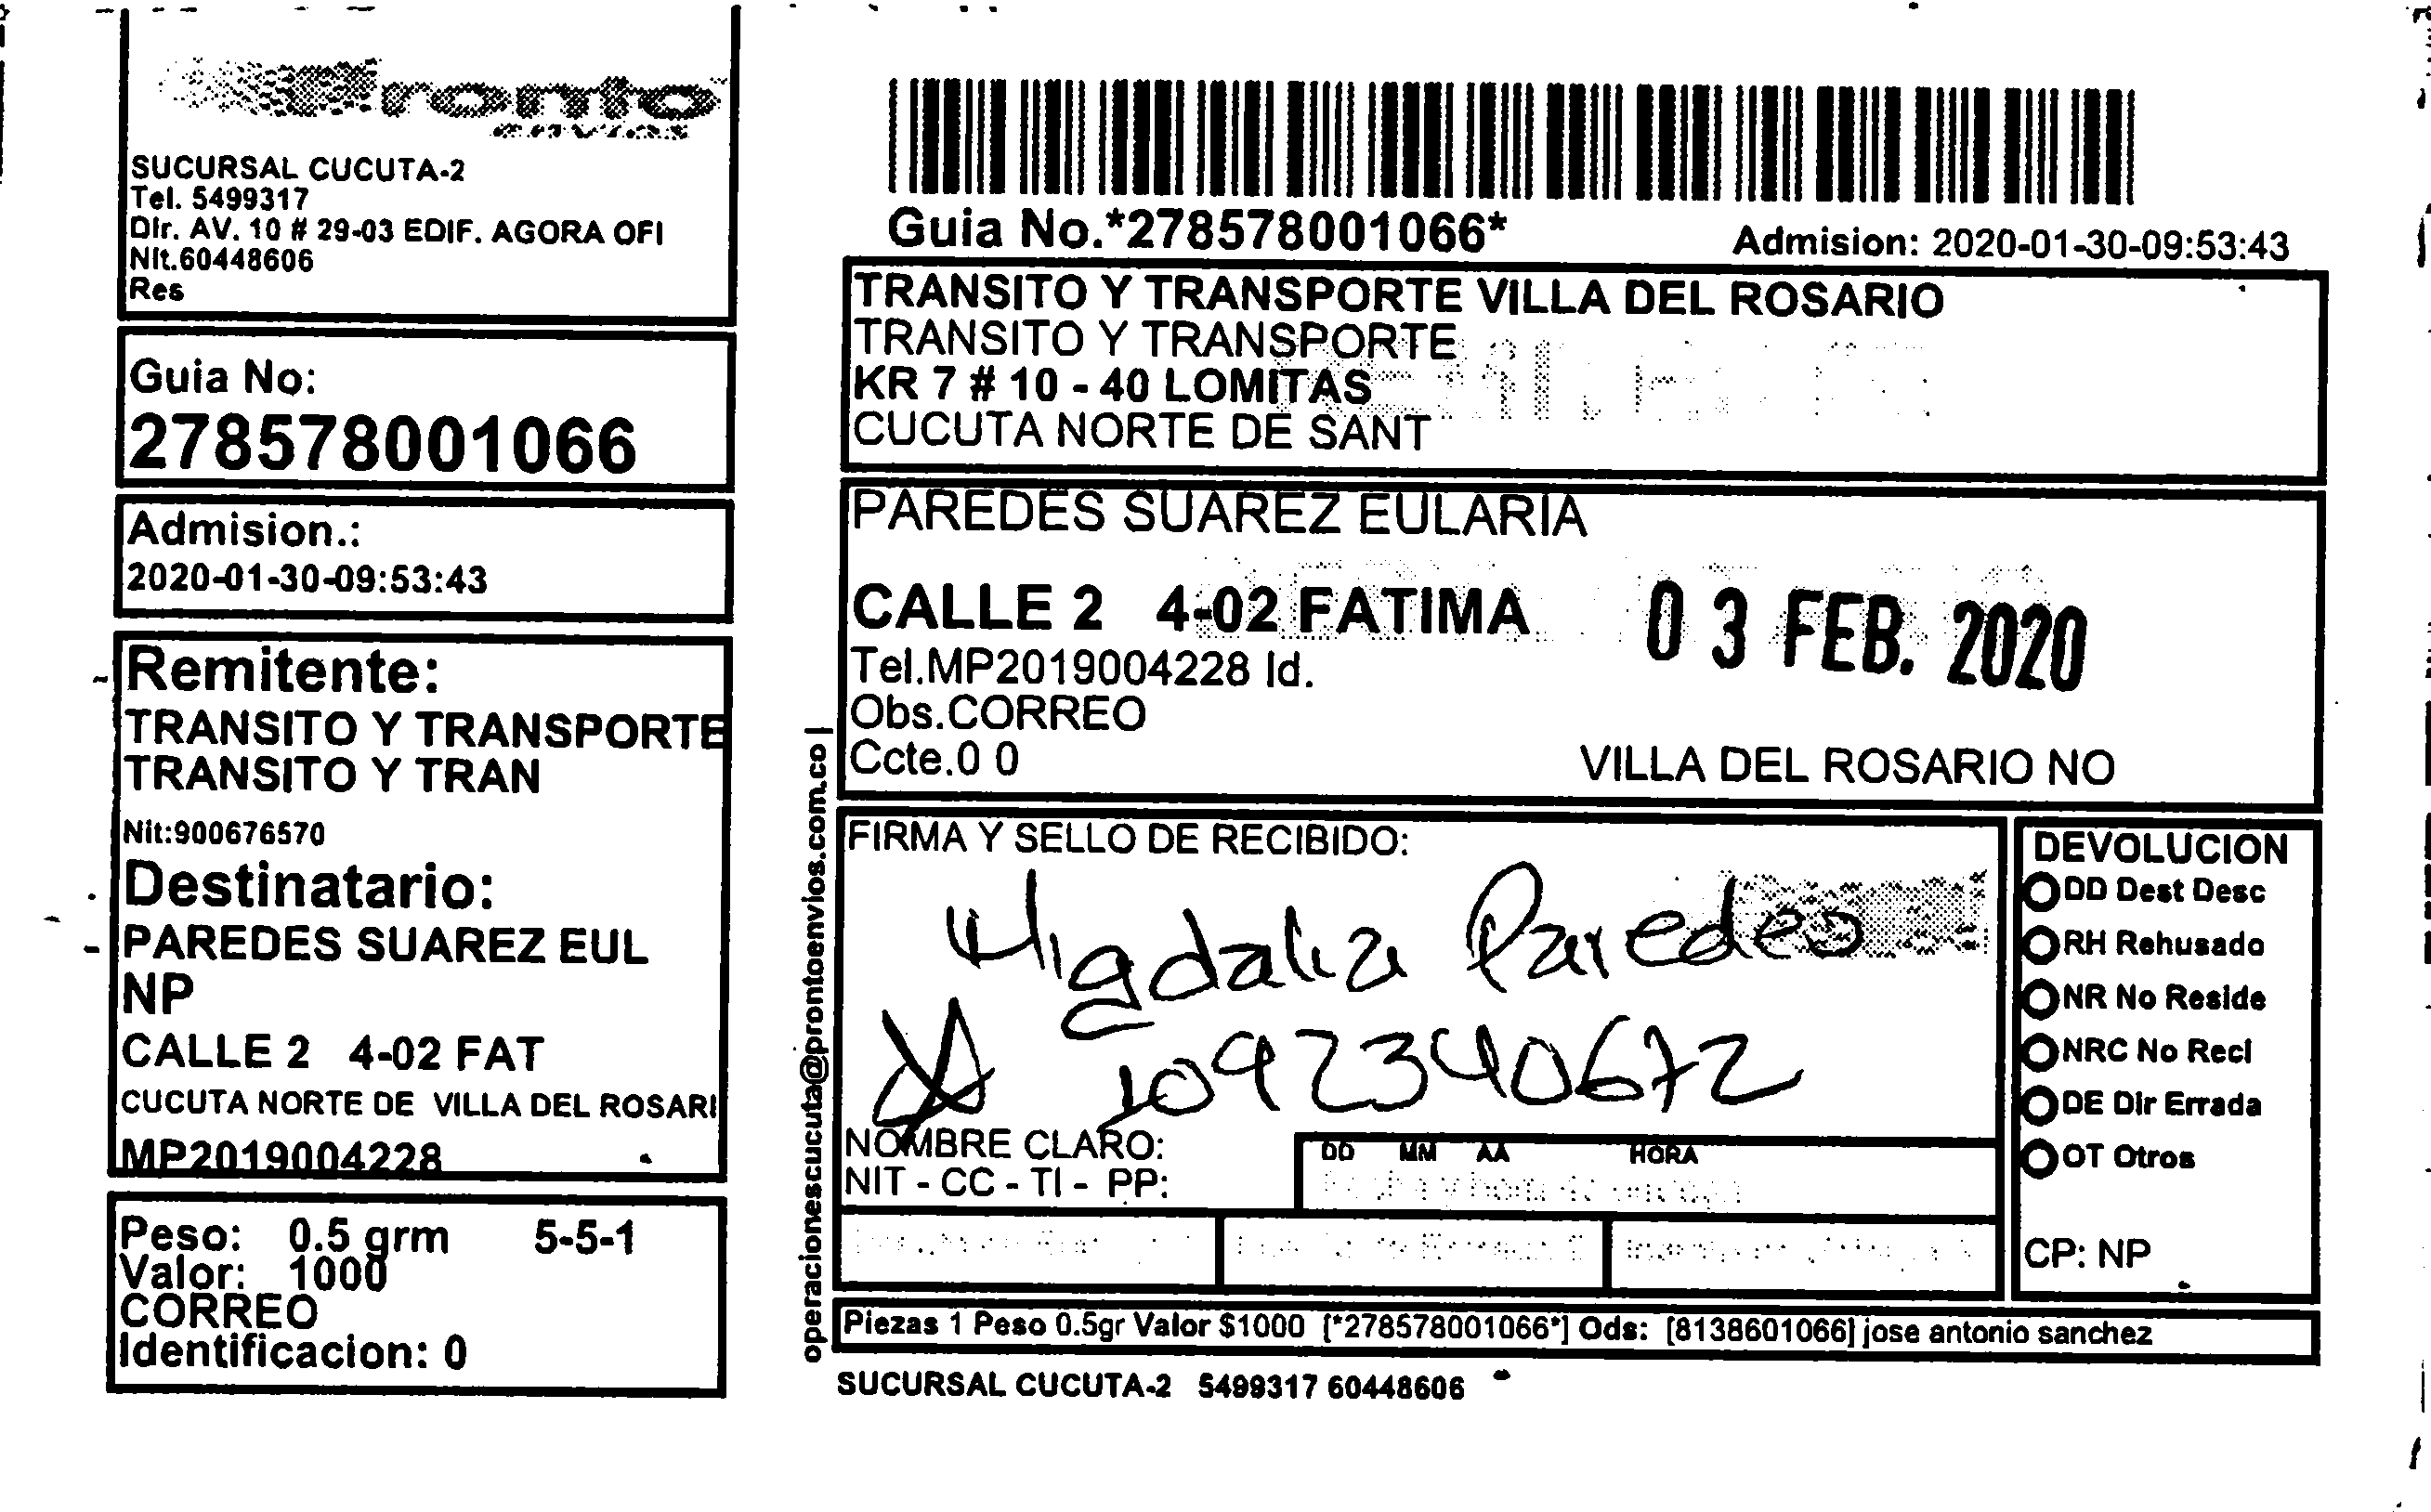 Pronto
envios
SUCURSAL CUCUTA-2
Tel. 5499317
Dir. AV. 10 # 29-03 EDIF. AGORA OFI
Nit.60448606
Res
Guia No:
278578001066
Admision.:
2020-01-30-09:53:43
Remitente:
TRANSITO Y TRANSPORTE
TRANSITO Y TRAN
Nit:900676570
Destinatario:
PAREDES SUAREZ EUL
NP
CALLE 2 4-02 FAT
CUCUTA NORTE DE VILLA DEL ROSARI
MP2019004228
Peso: 0.5 grm 5-5-1
Valor: 1000
CORREO
Identificacion: 0
operacionescucuta@prontoenvios.com.co |
Guia No.*278578001066*
Admision: 2020-01-30-09:53:43
TRANSITO Y TRANSPORTE VILLA DEL ROSARIO
TRANSITO Y TRANSPORTE
KR 7 # 10 - 40 LOMITAS
CUCUTA NORTE DE SANT
PAREDES SUAREZ EULARIA
CALLE 2 4-02 FATIMA
03 FEB. 2020
Tel.MP2019004228 Id.
Obs.CORREO
Ccte.0 0
VILLA DEL ROSARIO NO
FIRMA Y SELLO DE RECIBIDO:
Migdalia Paredes
1092340672
NOMBRE CLARO:
NIT - CC - TI - PP:
DD MM AA HORA
DEVOLUCION
DD Dest Desc
RH Rehusado
NR No Reside
NRC No Reci
DE Dir Errada
OT Otros
CP: NP
Piezas 1 Peso 0.5gr Valor $1000 [*278578001066*] Ods: [8138601066] jose antonio sanchez
SUCURSAL CUCUTA-2 5499317 60448606